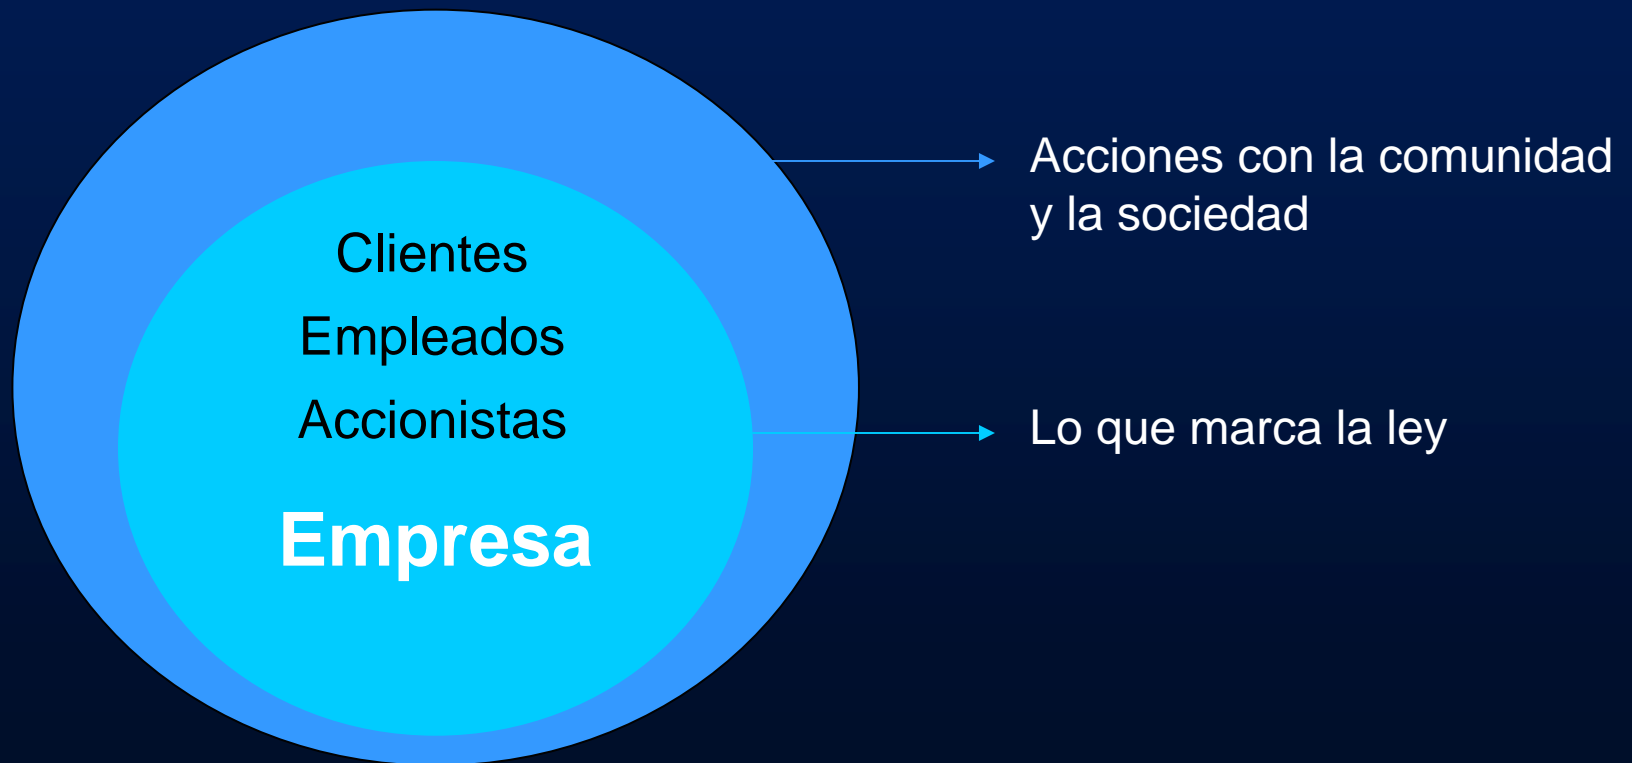 Clientes
Empleados
Accionistas
Empresa
Acciones con la comunidad
y la sociedad
Lo que marca la ley